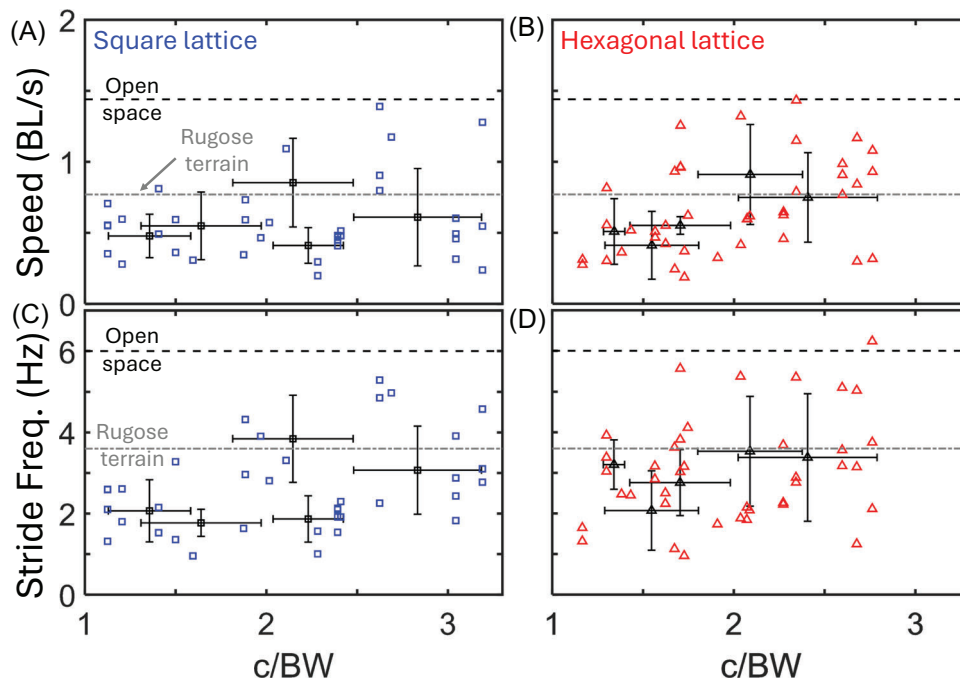 (A)
Square lattice
Open
space
Rugose
terrain
Speed (BL/s)
2
1
0
(B)
Hexagonal lattice
(C)
Open
space
Rugose
terrain
Stride Freq. (Hz)
6
4
2
0
1
2
3
c/BW
(D)
1
2
3
c/BW